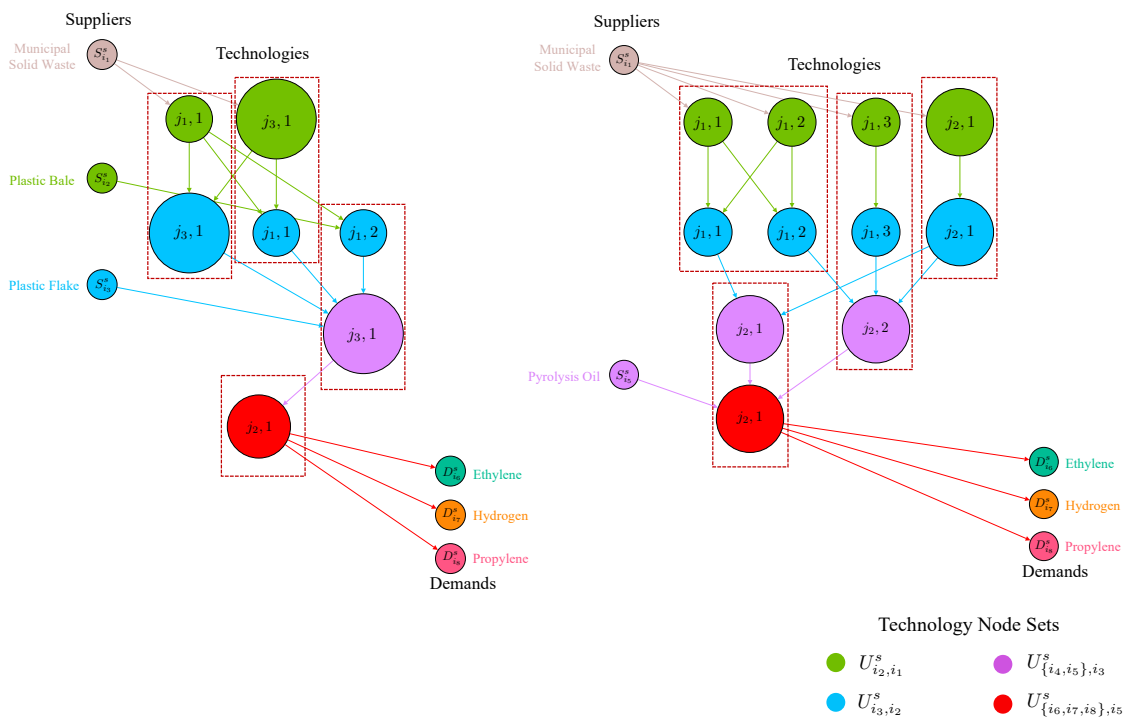 Suppliers
Municipal
Solid Waste
$S^s_{i_1}$
Technologies
$j_1, 1$
$j_3, 1$
Plastic Bale
$S^s_{i_2}$
$j_3, 1$
$j_1, 1$
$j_1, 2$
Plastic Flake
$S^s_{i_3}$
$j_3, 1$
$j_2, 1$
$D^s_{i_6}$ Ethylene
$D^s_{i_7}$ Hydrogen
$D^s_{i_8}$ Propylene
Demands
Suppliers
Municipal
Solid Waste
$S^s_{i_1}$
Technologies
$j_1, 1$
$j_1, 2$
$j_1, 3$
$j_2, 1$
$j_1, 1$
$j_1, 2$
$j_1, 3$
$j_2, 1$
$j_2, 1$
$j_2, 2$
Pyrolysis Oil
$S^s_{i_5}$
$j_2, 1$
$D^s_{i_6}$ Ethylene
$D^s_{i_7}$ Hydrogen
$D^s_{i_8}$ Propylene
Demands
Technology Node Sets
$U^s_{i_2,i_1}$
$U^s_{\{i_4,i_5\},i_3}$
$U^s_{i_3,i_2}$
$U^s_{\{i_6,i_7,i_8\},i_5}$